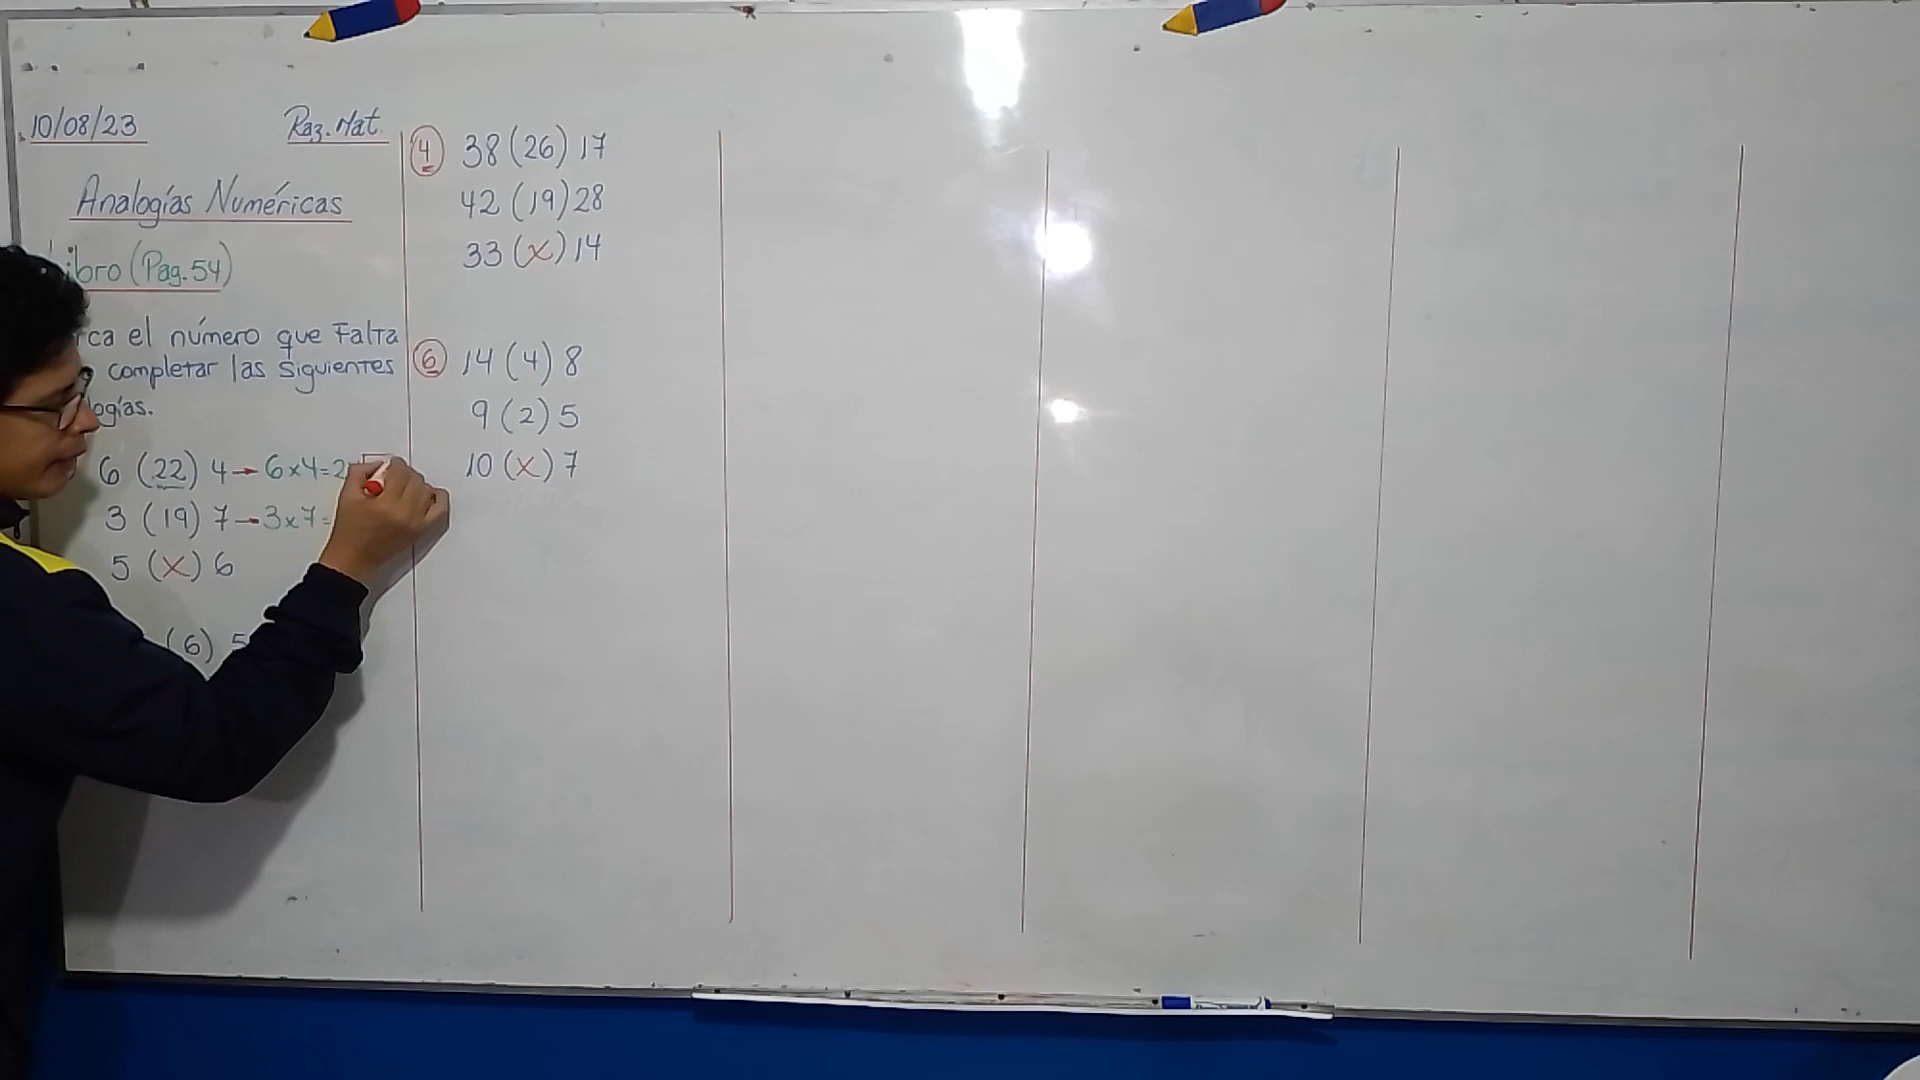 10/08/23 Raz. Mat
Analogías Numéricas
Libro (Pag. 54)
el número que Falta
completar las siguientes
logías.
6 (22) 4 → 6x4=2
3 (19) 7 → 3x7=
5 (x) 6
(6) 5
4 38 (26) 17
42 (19) 28
33 (x) 14
6 14 (4) 8
9 (2) 5
10 (x) 7